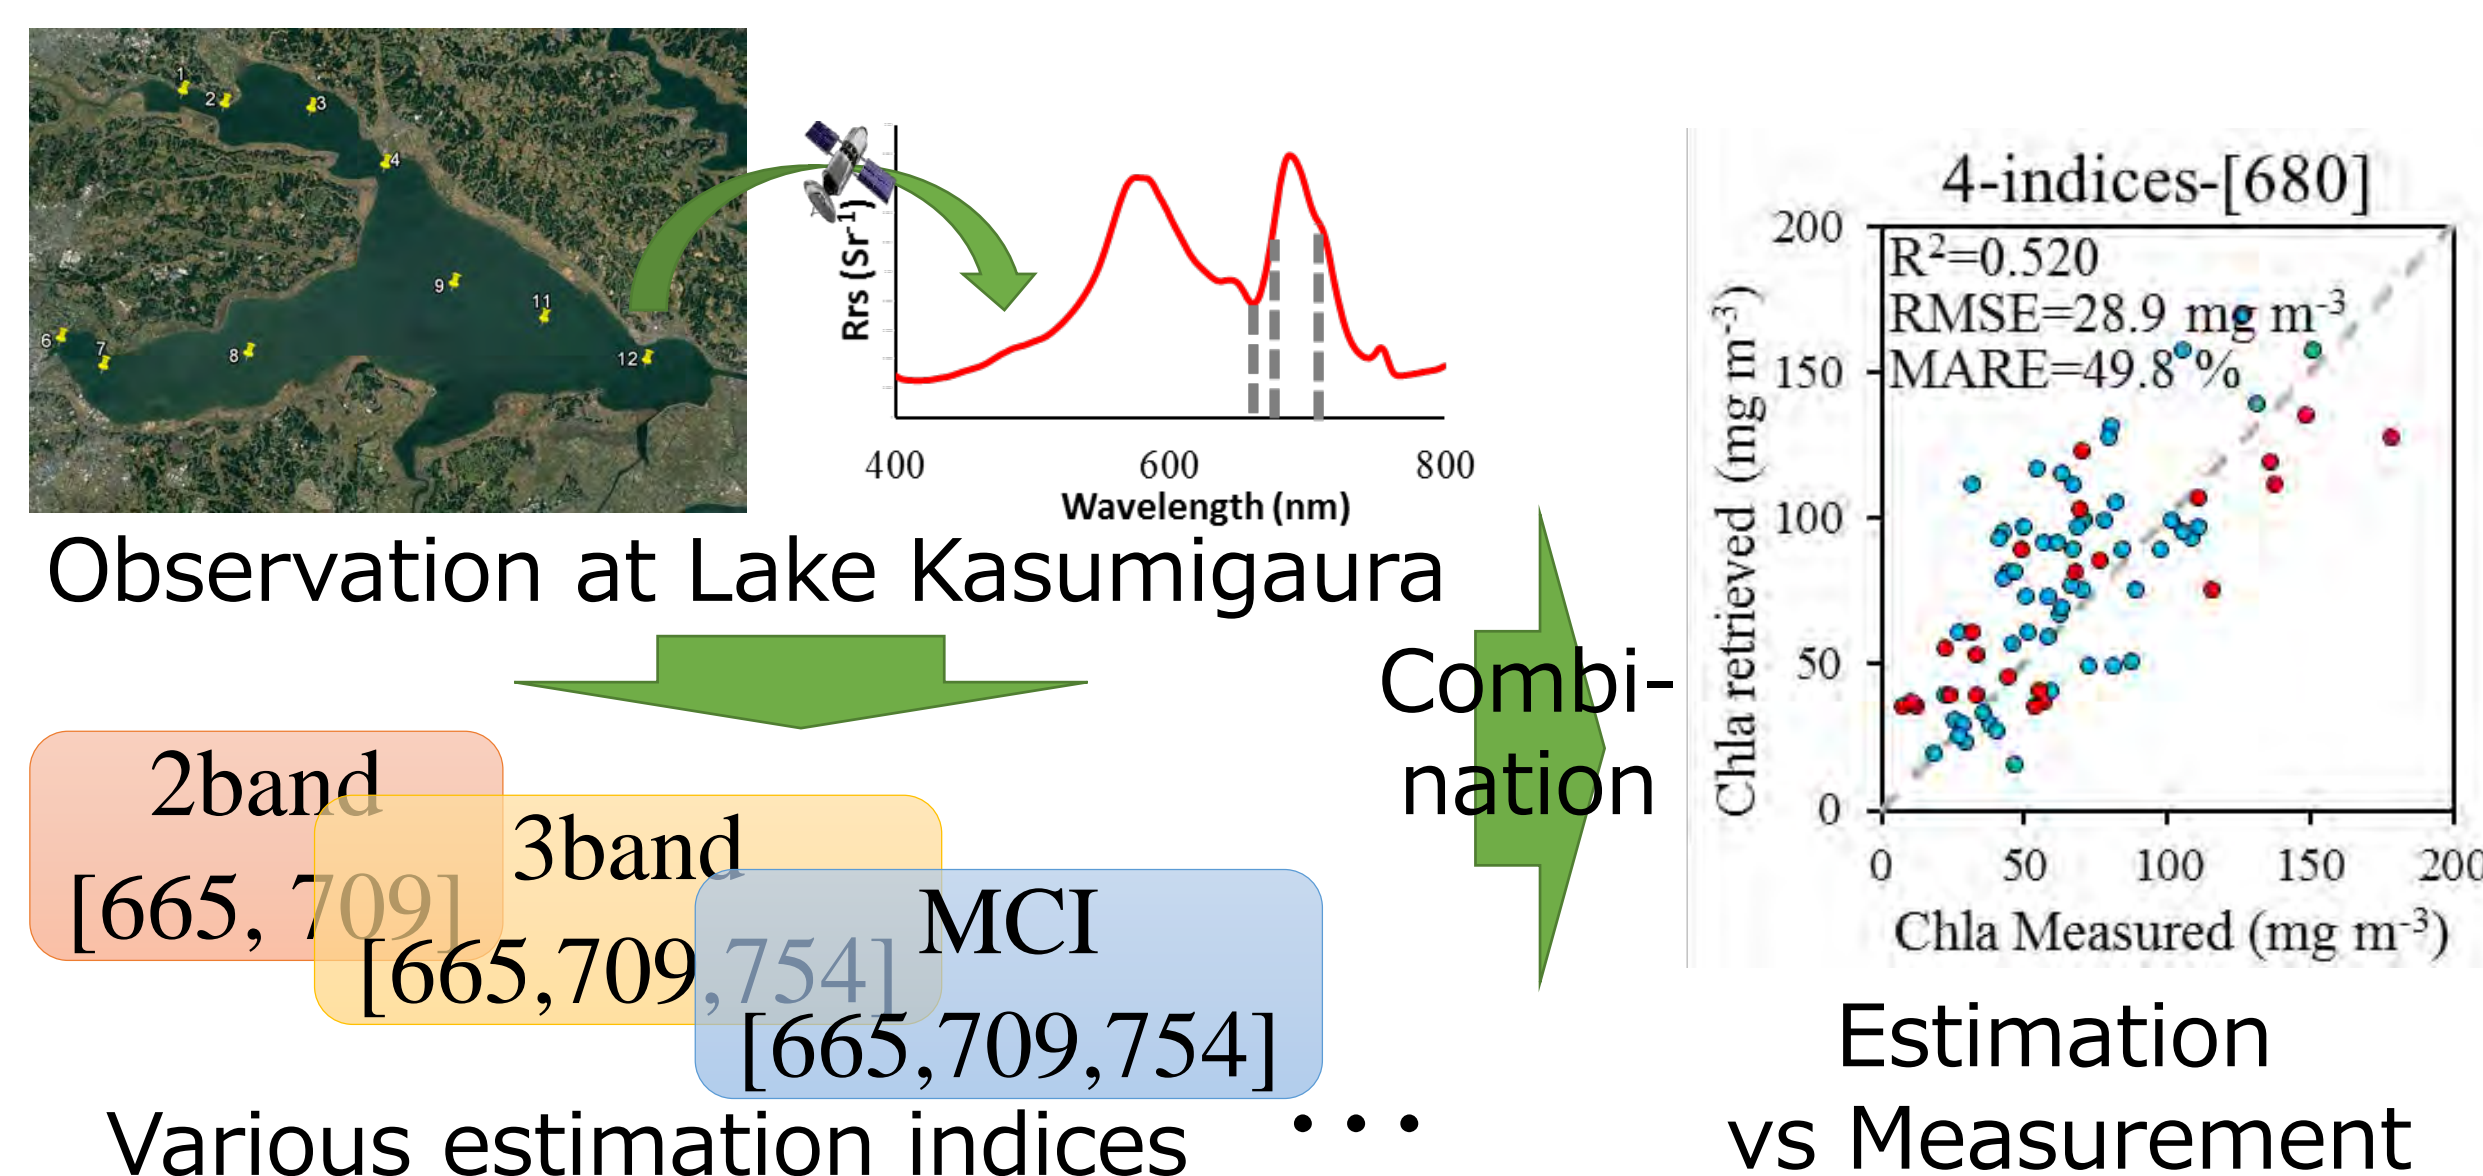 1
2
3
4
6
7
8
9
11
12
Rrs (Sr-1)
400 600 800
Wavelength (nm)
Observation at Lake Kasumigaura
2band
[665, 709]
3band
[665,709,754]
MCI
[665,709,754]
Various estimation indices ・・・
Combi-
nation
4-indices-[680]
R²=0.520
RMSE=28.9 mg m⁻³
MARE=49.8 %
Chla retrieved (mg m⁻³)
200
150
100
50
0
0 50 100 150 200
Chla Measured (mg m⁻³)
Estimation
vs Measurement